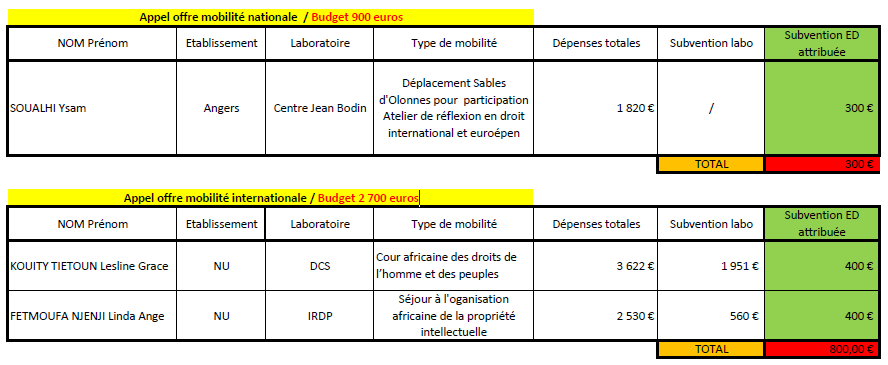 Appel offre mobilité nationale / Budget 900 euros
NOM Prénom Etablissement Laboratoire Type de mobilité Dépenses totales Subvention labo Subvention ED
attribuée
SOUALHI Ysam Angers Centre Jean Bodin Déplacement Sables
d'Olonnes pour participation
Atelier de réflexion en droit
international et euroépen 1 820 € / 300 €
TOTAL 300 €
Appel offre mobilité internationale / Budget 2 700 euros
NOM Prénom Etablissement Laboratoire Type de mobilité Dépenses totales Subvention labo Subvention ED
attribuée
KOUITY TIETOUN Lesline Grace NU DCS Cour africaine des droits de
l'homme et des peuples 3 622 € 1 951 € 400 €
FETMOUFA NJENJI Linda Ange NU IRDP Séjour à l'oganisation
africaine de la propriété
intellectuelle 2 530 € 560 € 400 €
TOTAL 800,00 €